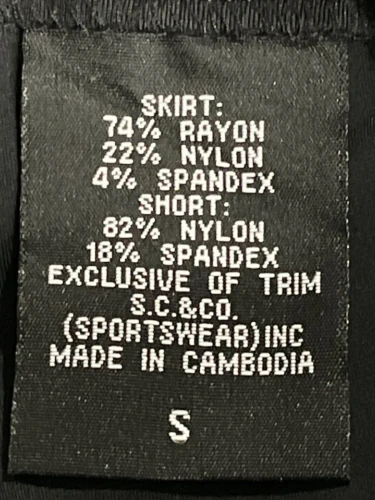 SKIRT:
74% RAYON
22% NYLON
4% SPANDEX
SHORT:
82% NYLON
18% SPANDEX
EXCLUSIVE OF TRIM
S.C.&CO.
(SPORTSWEAR)INC
MADE IN CAMBODIA
S